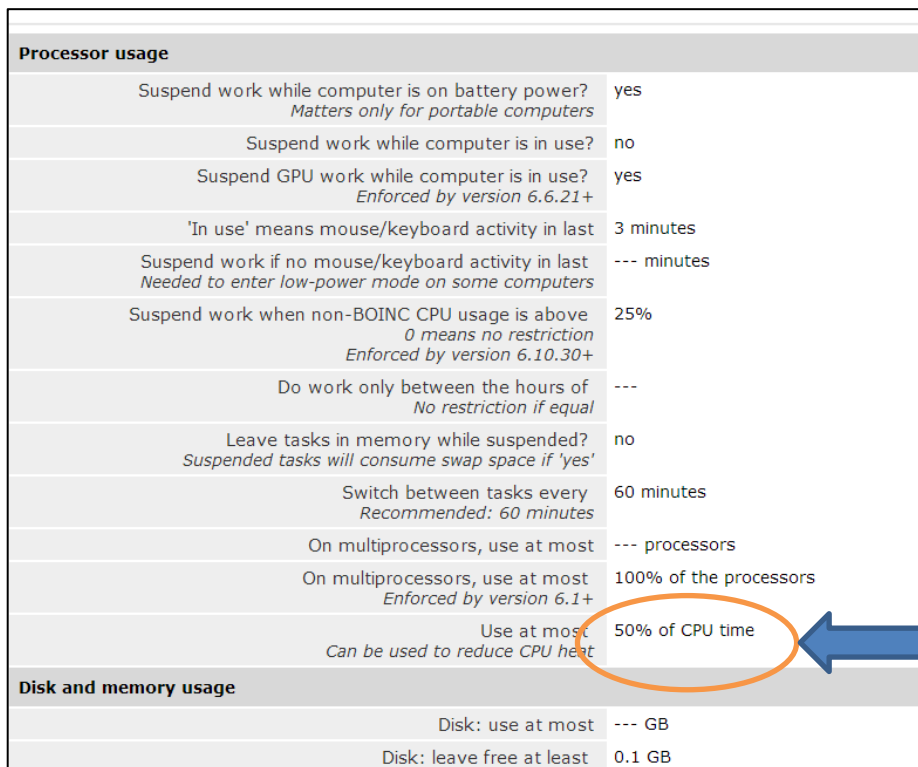 Processor usage
Suspend work while computer is on battery power? yes
Matters only for portable computers
Suspend work while computer is in use? no
Suspend GPU work while computer is in use? yes
Enforced by version 6.6.21+
'In use' means mouse/keyboard activity in last 3 minutes
Suspend work if no mouse/keyboard activity in last --- minutes
Needed to enter low-power mode on some computers
Suspend work when non-BOINC CPU usage is above 25%
0 means no restriction
Enforced by version 6.10.30+
Do work only between the hours of ---
No restriction if equal
Leave tasks in memory while suspended? no
Suspended tasks will consume swap space if 'yes'
Switch between tasks every 60 minutes
Recommended: 60 minutes
On multiprocessors, use at most --- processors
On multiprocessors, use at most 100% of the processors
Enforced by version 6.1+
Use at most 50% of CPU time
Can be used to reduce CPU heat
Disk and memory usage
Disk: use at most --- GB
Disk: leave free at least 0.1 GB